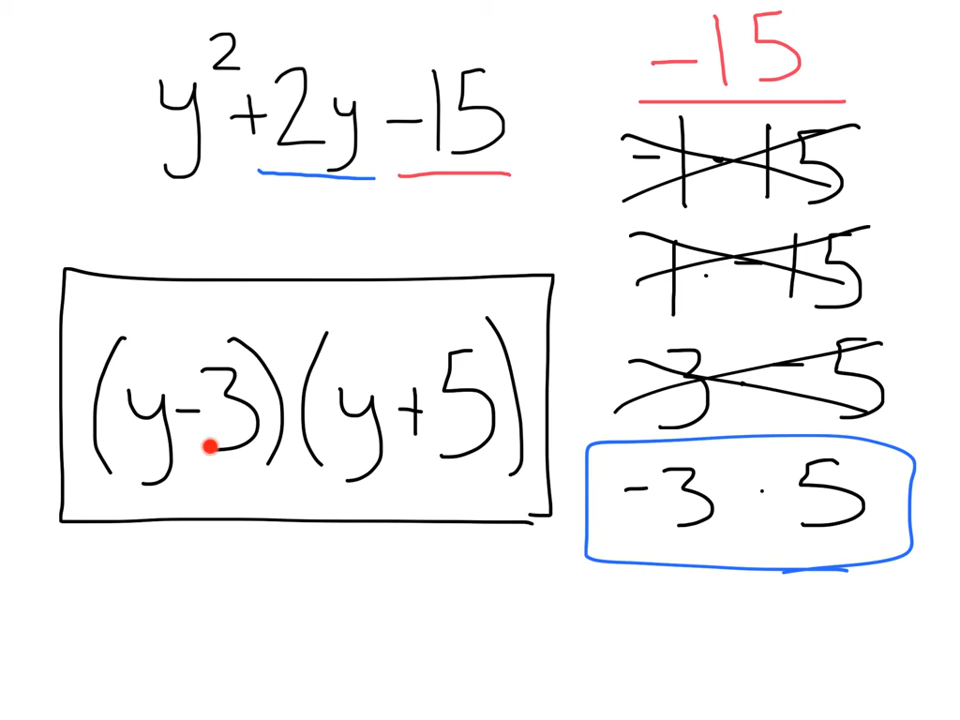 y² + 2y - 15
(y - 3)(y + 5)
-15
-1 · 15
1 · -15
3 · -5
-3 · 5